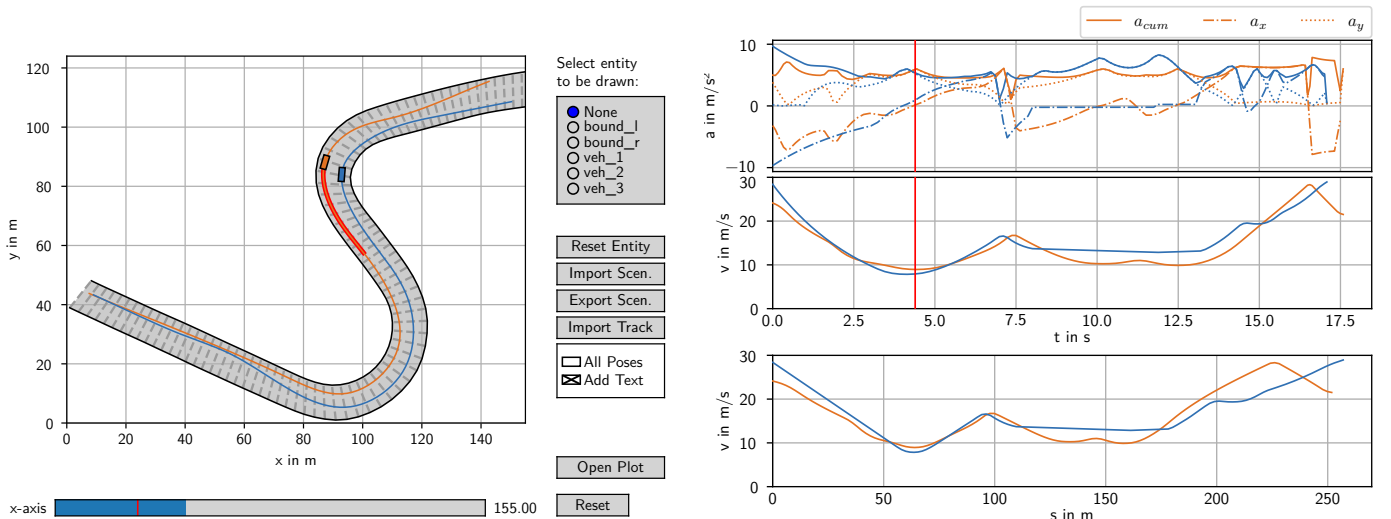 120
100
80
60
40
20
0
y in m
0 20 40 60 80 100 120 140
x in m
x-axis 155.00
Select entity
to be drawn:
None
bound_l
bound_r
veh_1
veh_2
veh_3
Reset Entity
Import Scen.
Export Scen.
Import Track
All Poses
Add Text
Open Plot
Reset
a_cum a_x a_y
10
0
−10
a in m/s²
30
20
10
0
v in m/s
0.0 2.5 5.0 7.5 10.0 12.5 15.0 17.5
t in s
30
20
10
0
v in m/s
0 50 100 150 200 250
s in m